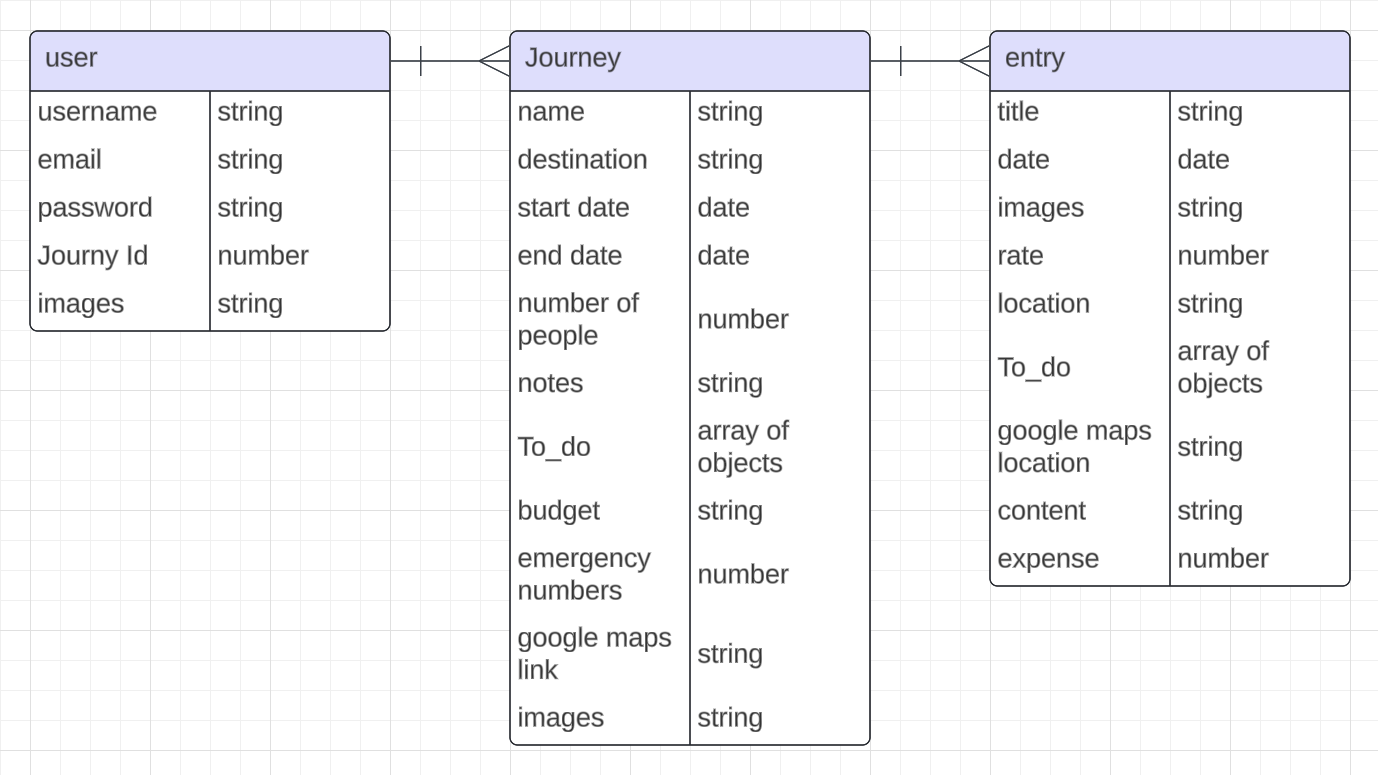 user
username string
email string
password string
Journy Id number
images string
Journey
name string
destination string
start date date
end date date
number of
people number
notes string
To_do array of
objects
budget string
emergency
numbers number
google maps
link string
images string
entry
title string
date date
images string
rate number
location string
To_do array of
objects
google maps
location string
content string
expense number